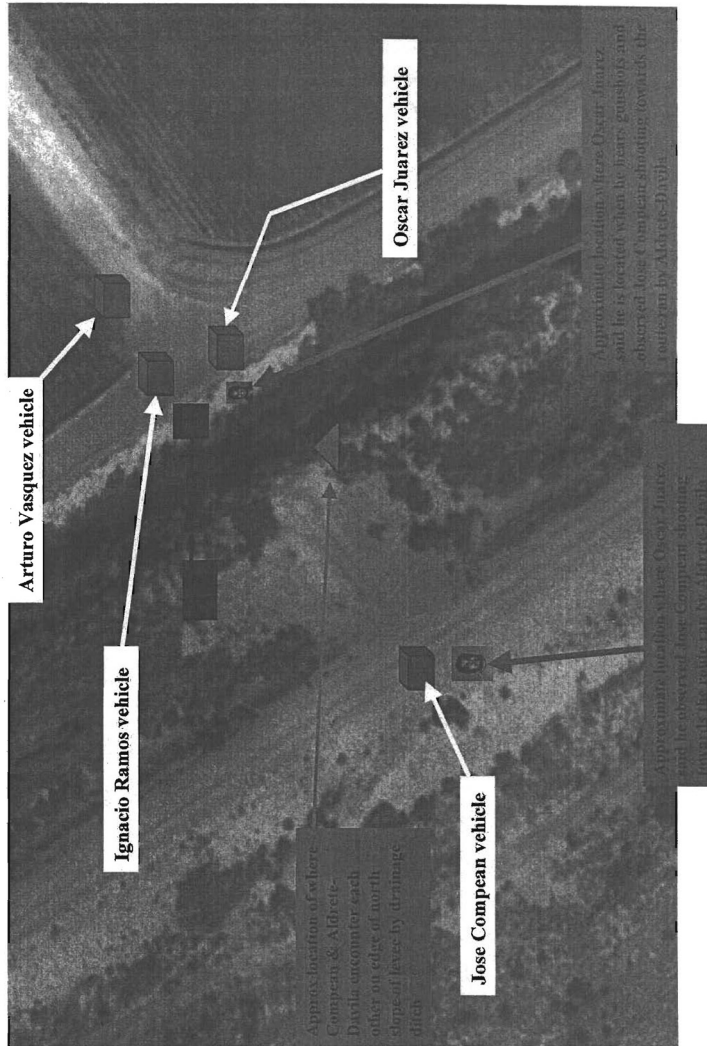 Arturo Vasquez vehicle
Ignacio Ramos vehicle
Oscar Juarez vehicle
Jose Compean vehicle
Approx location of where
Compean & Aldrete-
Davila encounter each
other on edge of north
slope of drainage
ditch
Approximate location where Oscar Juarez
said he is located when he hears gunshots and
observed Jose Compean shooting towards the
by Aldrete-Davila
Approximate location where Oscar Juarez
said he observed Jose Compean shooting
by Aldrete-Davila